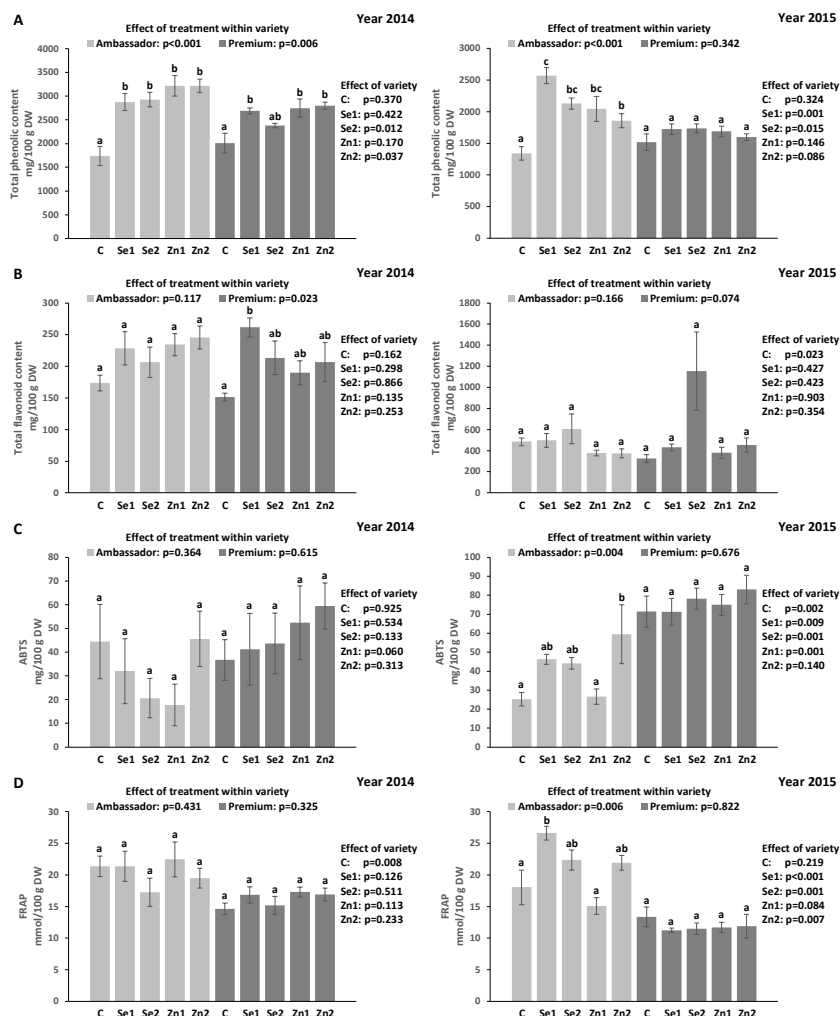 A
Year 2014
Effect of treatment within variety
Ambassador: p<0.001 Premium: p=0.006
Total phenolic content
mg/100 g DW
4000
3500
3000
2500
2000
1500
1000
500
0
a b b b b a b ab b b
C Se1 Se2 Zn1 Zn2 C Se1 Se2 Zn1 Zn2
Effect of variety
C: p=0.370
Se1: p=0.422
Se2: p=0.012
Zn1: p=0.170
Zn2: p=0.037
Year 2015
Effect of treatment within variety
Ambassador: p<0.001 Premium: p=0.342
Total phenolic content
mg/100 g DW
3000
2500
2000
1500
1000
500
0
a c bc bc b a a a a a
C Se1 Se2 Zn1 Zn2 C Se1 Se2 Zn1 Zn2
Effect of variety
C: p=0.324
Se1: p=0.001
Se2: p=0.015
Zn1: p=0.146
Zn2: p=0.086
B
Year 2014
Effect of treatment within variety
Ambassador: p=0.117 Premium: p=0.023
Total flavonoid content
mg/100 g DW
300
250
200
150
100
50
0
a a a a a a b ab ab ab
C Se1 Se2 Zn1 Zn2 C Se1 Se2 Zn1 Zn2
Effect of variety
C: p=0.162
Se1: p=0.298
Se2: p=0.866
Zn1: p=0.135
Zn2: p=0.253
Year 2015
Effect of treatment within variety
Ambassador: p=0.166 Premium: p=0.074
Total flavonoid content
mg/100 g DW
1800
1600
1400
1200
1000
800
600
400
200
0
a a a a a a a a a a
C Se1 Se2 Zn1 Zn2 C Se1 Se2 Zn1 Zn2
Effect of variety
C: p=0.023
Se1: p=0.427
Se2: p=0.423
Zn1: p=0.903
Zn2: p=0.354
C
Year 2014
Effect of treatment within variety
Ambassador: p=0.364 Premium: p=0.615
ABTS
mg/100 g DW
80
70
60
50
40
30
20
10
0
a a a a a a a a a a
C Se1 Se2 Zn1 Zn2 C Se1 Se2 Zn1 Zn2
Effect of variety
C: p=0.925
Se1: p=0.534
Se2: p=0.133
Zn1: p=0.060
Zn2: p=0.313
Year 2015
Effect of treatment within variety
Ambassador: p=0.004 Premium: p=0.676
ABTS
mg/100 g DW
100
90
80
70
60
50
40
30
20
10
0
a ab ab a b a a a a a
C Se1 Se2 Zn1 Zn2 C Se1 Se2 Zn1 Zn2
Effect of variety
C: p=0.002
Se1: p=0.009
Se2: p=0.001
Zn1: p=0.001
Zn2: p=0.140
D
Year 2014
Effect of treatment within variety
Ambassador: p=0.431 Premium: p=0.325
FRAP
mmol/100 g DW
30
25
20
15
10
5
0
a a a a a a a a a a
C Se1 Se2 Zn1 Zn2 C Se1 Se2 Zn1 Zn2
Effect of variety
C: p=0.008
Se1: p=0.126
Se2: p=0.511
Zn1: p=0.113
Zn2: p=0.233
Year 2015
Effect of treatment within variety
Ambassador: p=0.006 Premium: p=0.822
FRAP
mmol/100 g DW
30
25
20
15
10
5
0
a b ab a ab a a a a a
C Se1 Se2 Zn1 Zn2 C Se1 Se2 Zn1 Zn2
Effect of variety
C: p=0.219
Se1: p<0.001
Se2: p=0.001
Zn1: p=0.084
Zn2: p=0.007